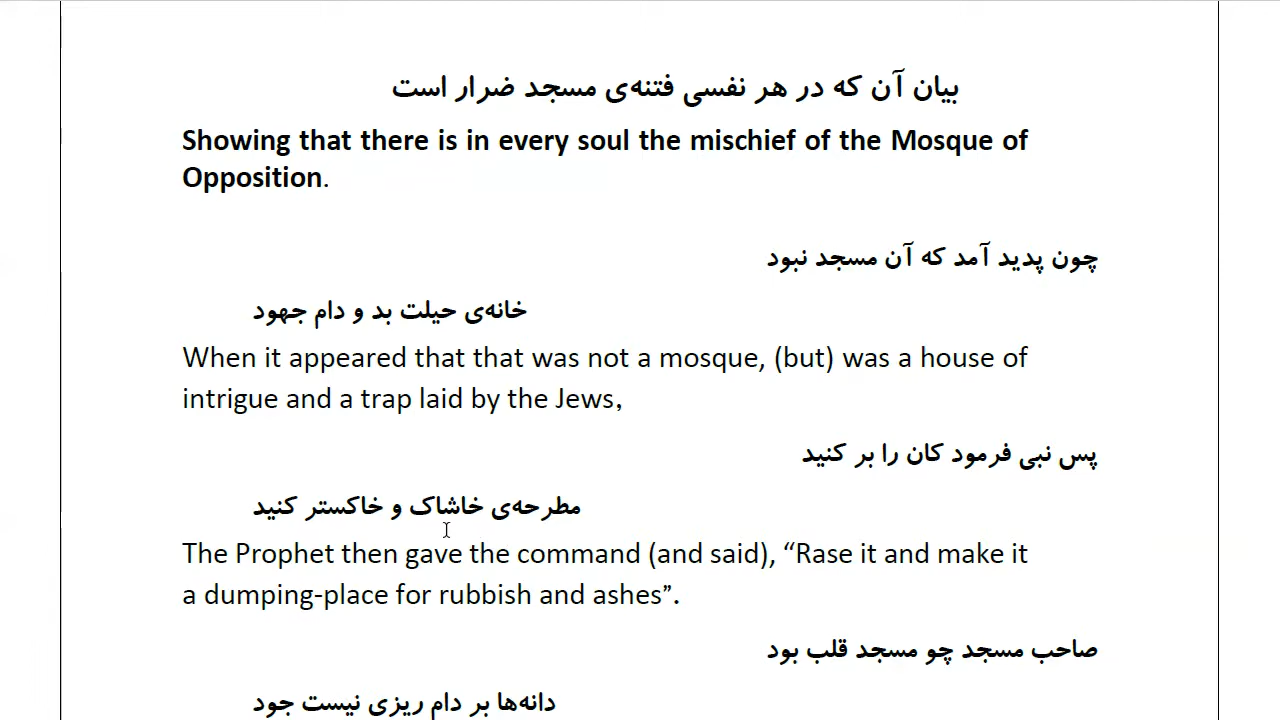 بیان آن که در هر نفسی فتنه‌ی مسجد ضرار است
Showing that there is in every soul the mischief of the Mosque of
Opposition.
چون پدید آمد که آن مسجد نبود
خانه‌ی حیلت بد و دام جهود
When it appeared that that was not a mosque, (but) was a house of
intrigue and a trap laid by the Jews,
پس نبی فرمود کان را بر کنید
مطرحه‌ی خاشاک و خاکستر کنید
The Prophet then gave the command (and said), “Rase it and make it
a dumping-place for rubbish and ashes”.
صاحب مسجد چو مسجد قلب بود
دانه‌ها بر دام ریزی نیست جود